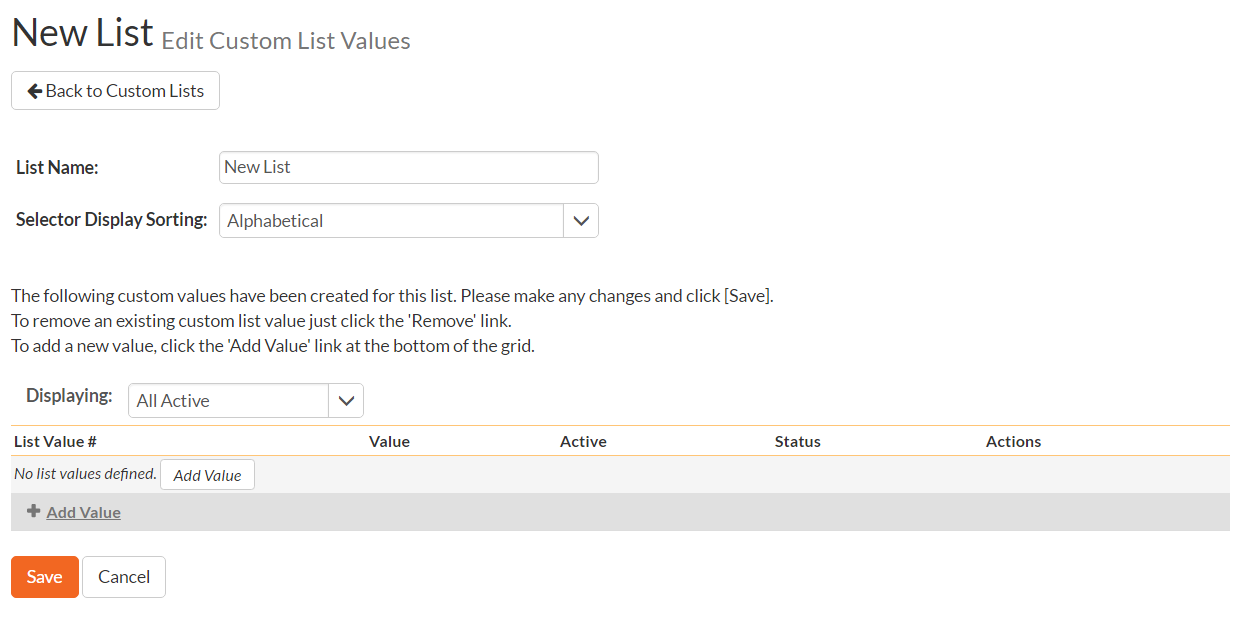 New List Edit Custom List Values
Back to Custom Lists
List Name: New List
Selector Display Sorting: Alphabetical
The following custom values have been created for this list. Please make any changes and click [Save].
To remove an existing custom list value just click the 'Remove' link.
To add a new value, click the 'Add Value' link at the bottom of the grid.
Displaying: All Active
List Value # Value Active Status Actions
No list values defined. Add Value
Add Value
Save Cancel